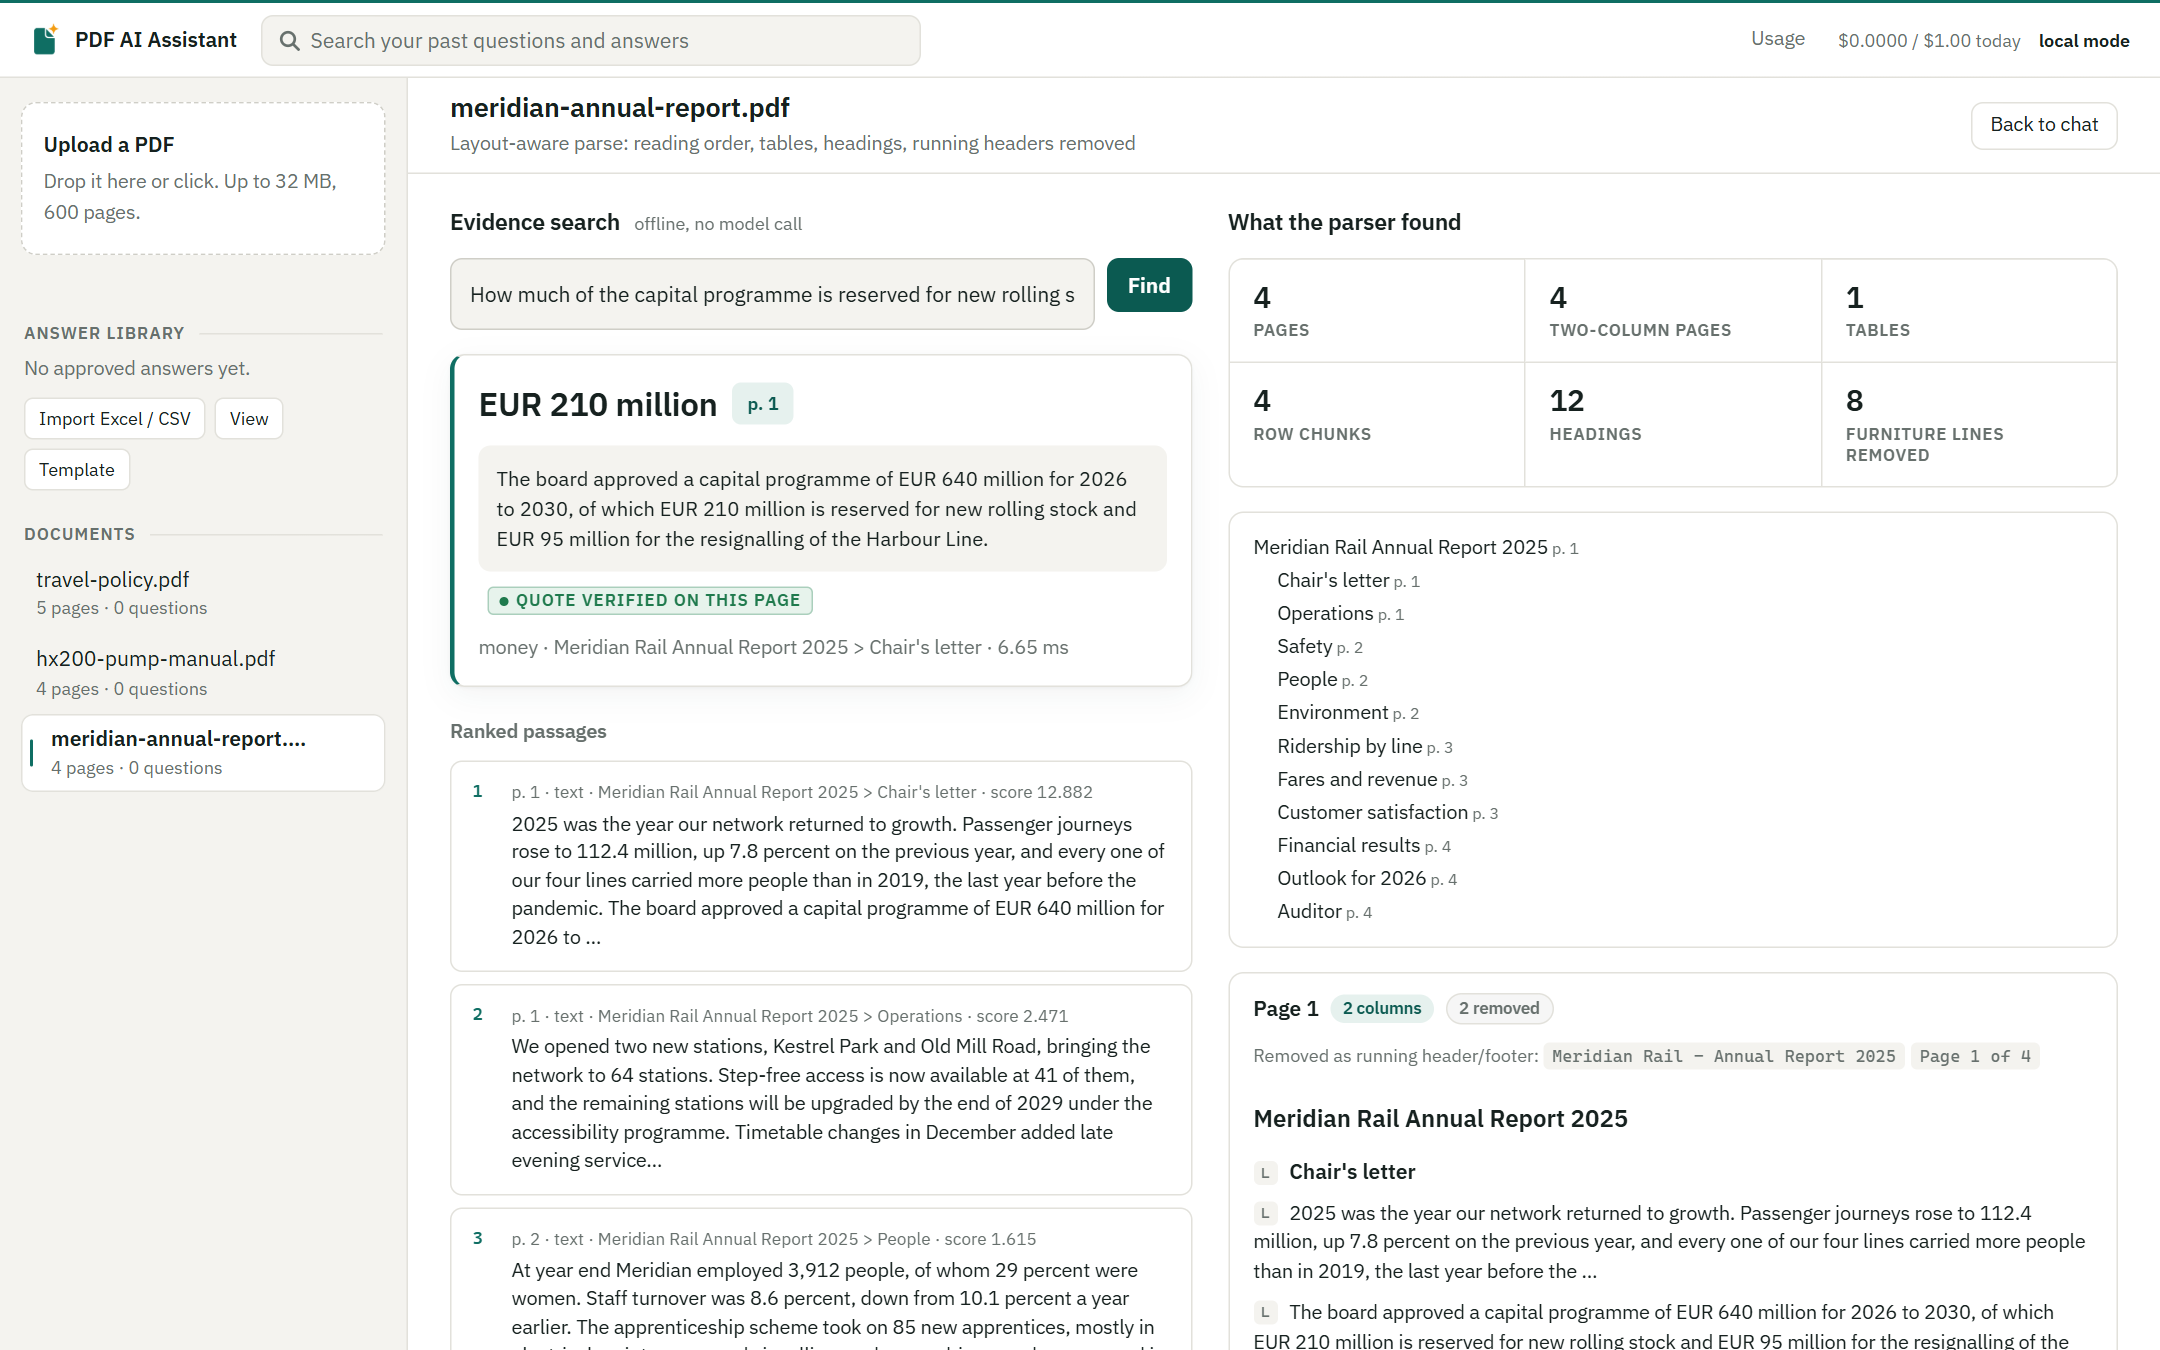 PDF AI Assistant
Search your past questions and answers
Usage
$0.0000 / $1.00 today
local mode
Upload a PDF
Drop it here or click. Up to 32 MB,
600 pages.
ANSWER LIBRARY
No approved answers yet.
Import Excel / CSV
View
Template
DOCUMENTS
travel-policy.pdf
5 pages · 0 questions
hx200-pump-manual.pdf
4 pages · 0 questions
meridian-annual-report....
4 pages · 0 questions
meridian-annual-report.pdf
Layout-aware parse: reading order, tables, headings, running headers removed
Back to chat
Evidence search offline, no model call
How much of the capital programme is reserved for new rolling s
Find
EUR 210 million p. 1
The board approved a capital programme of EUR 640 million for 2026
to 2030, of which EUR 210 million is reserved for new rolling stock and
EUR 95 million for the resignalling of the Harbour Line.
QUOTE VERIFIED ON THIS PAGE
money · Meridian Rail Annual Report 2025 > Chair's letter · 6.65 ms
Ranked passages
1 p. 1 · text · Meridian Rail Annual Report 2025 > Chair's letter · score 12.882
2025 was the year our network returned to growth. Passenger journeys
rose to 112.4 million, up 7.8 percent on the previous year, and every one of
our four lines carried more people than in 2019, the last year before the
pandemic. The board approved a capital programme of EUR 640 million for
2026 to ...
2 p. 1 · text · Meridian Rail Annual Report 2025 > Operations · score 2.471
We opened two new stations, Kestrel Park and Old Mill Road, bringing the
network to 64 stations. Step-free access is now available at 41 of them,
and the remaining stations will be upgraded by the end of 2029 under the
accessibility programme. Timetable changes in December added late
evening service...
3 p. 2 · text · Meridian Rail Annual Report 2025 > People · score 1.615
At year end Meridian employed 3,912 people, of whom 29 percent were
women. Staff turnover was 8.6 percent, down from 10.1 percent a year
earlier. The apprenticeship scheme took on 85 new apprentices, mostly in
What the parser found
4
PAGES
4
TWO-COLUMN PAGES
1
TABLES
4
ROW CHUNKS
12
HEADINGS
8
FURNITURE LINES
REMOVED
Meridian Rail Annual Report 2025 p. 1
Chair's letter p. 1
Operations p. 1
Safety p. 2
People p. 2
Environment p. 2
Ridership by line p. 3
Fares and revenue p. 3
Customer satisfaction p. 3
Financial results p. 4
Outlook for 2026 p. 4
Auditor p. 4
Page 1 2 columns 2 removed
Removed as running header/footer: Meridian Rail – Annual Report 2025 Page 1 of 4
Meridian Rail Annual Report 2025
L Chair's letter
L 2025 was the year our network returned to growth. Passenger journeys rose to 112.4
million, up 7.8 percent on the previous year, and every one of our four lines carried more people
than in 2019, the last year before the ...
L The board approved a capital programme of EUR 640 million for 2026 to 2030, of which
EUR 210 million is reserved for new rolling stock and EUR 95 million for the resignalling of the